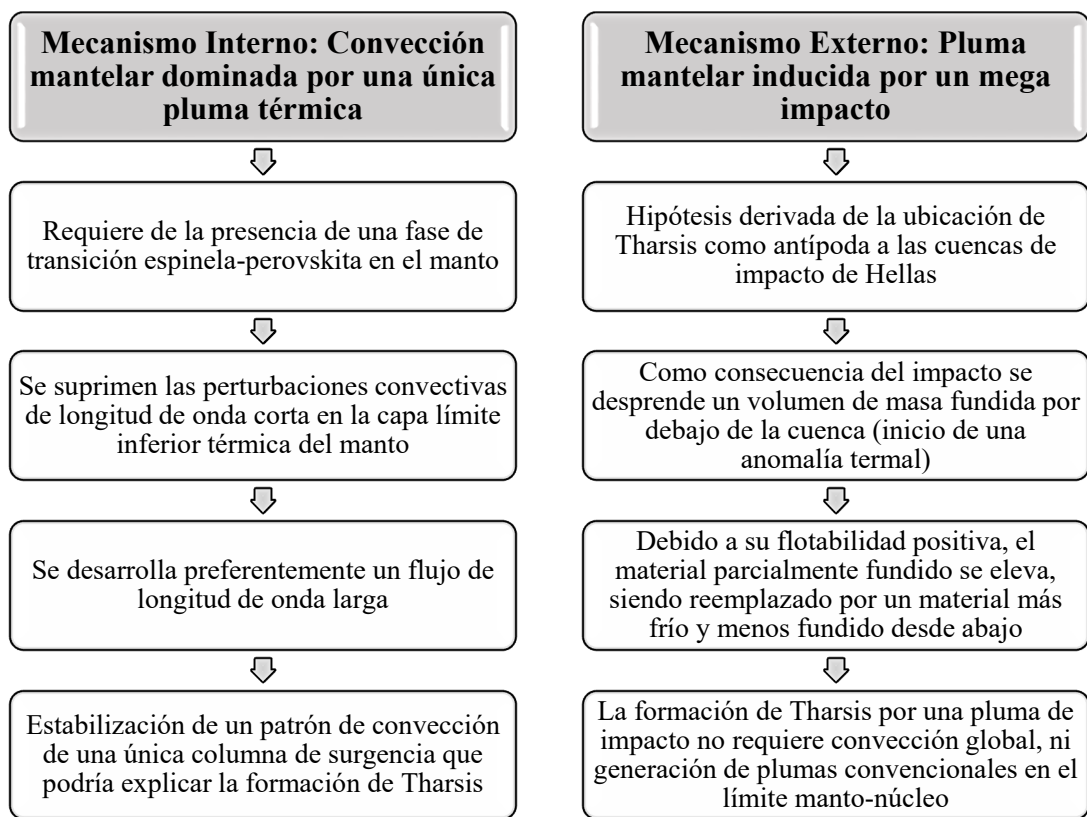 Mecanismo Interno: Convección
mantelar dominada por una única
pluma térmica
Requiere de la presencia de una fase de
transición espinela-perovskita en el manto
Se suprimen las perturbaciones convectivas
de longitud de onda corta en la capa límite
inferior térmica del manto
Se desarrolla preferentemente un flujo de
longitud de onda larga
Estabilización de un patrón de convección
de una única columna de surgencia que
podría explicar la formación de Tharsis
Mecanismo Externo: Pluma
mantelar inducida por un mega
impacto
Hipótesis derivada de la ubicación de
Tharsis como antípoda a las cuencas de
impacto de Hellas
Como consecuencia del impacto se
desprende un volumen de masa fundida por
debajo de la cuenca (inicio de una
anomalía termal)
Debido a su flotabilidad positiva, el
material parcialmente fundido se eleva,
siendo reemplazado por un material más
frío y menos fundido desde abajo
La formación de Tharsis por una pluma de
impacto no requiere convección global, ni
generación de plumas convencionales en el
límite manto-núcleo